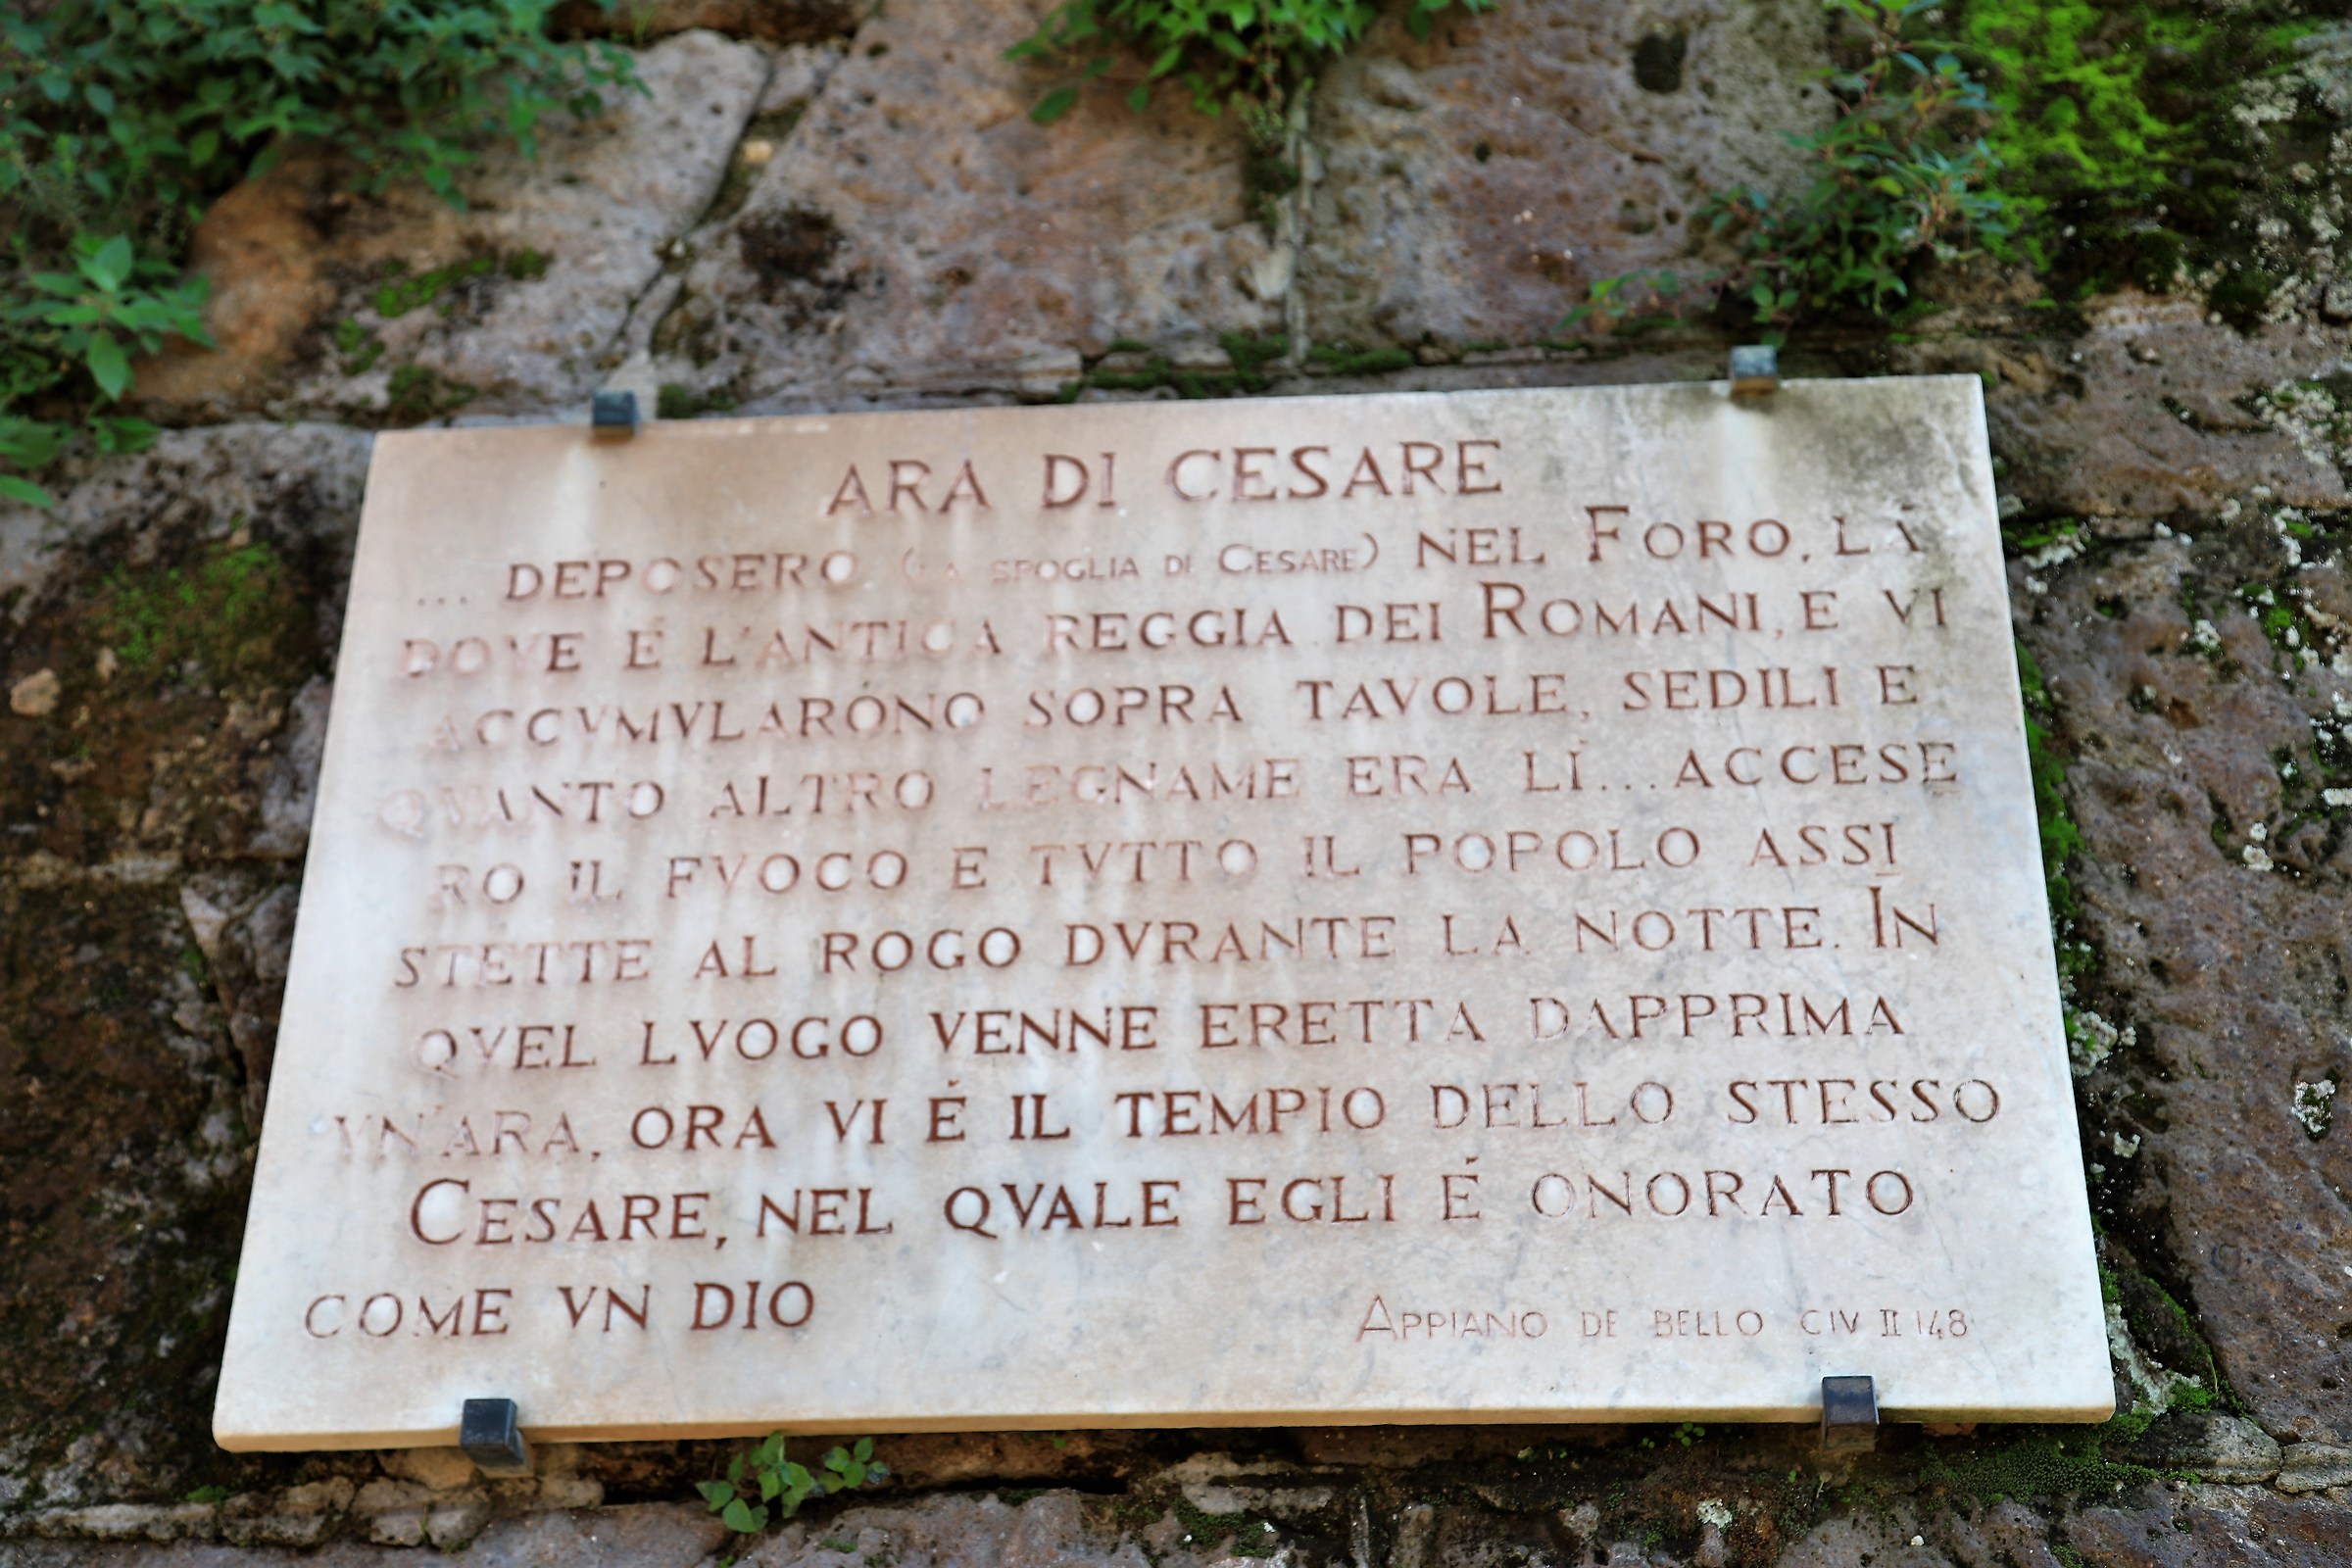 ARA DI CESARE
... DEPOSERO (LA SPOGLIA DI CESARE) NEL FORO, LÁ
DOVE É L'ANTICA REGGIA DEI ROMANI, E VI
ACCVMVLARONO SOPRA TAVOLE, SEDILI E
QVANTO ALTRO LEGNAME ERA LÍ... ACCESE
RO IL FVOCO E TVTTO IL POPOLO ASSI
STETTE AL ROGO DVRANTE LA NOTTE. IN
QVEL LVOGO VENNE ERETTA DAPPRIMA
VN'ARA, ORA VI É IL TEMPIO DELLO STESSO
CESARE, NEL QVALE EGLI É ONORATO
COME VN DIO
APPIANO DE BELLO CIV II 148